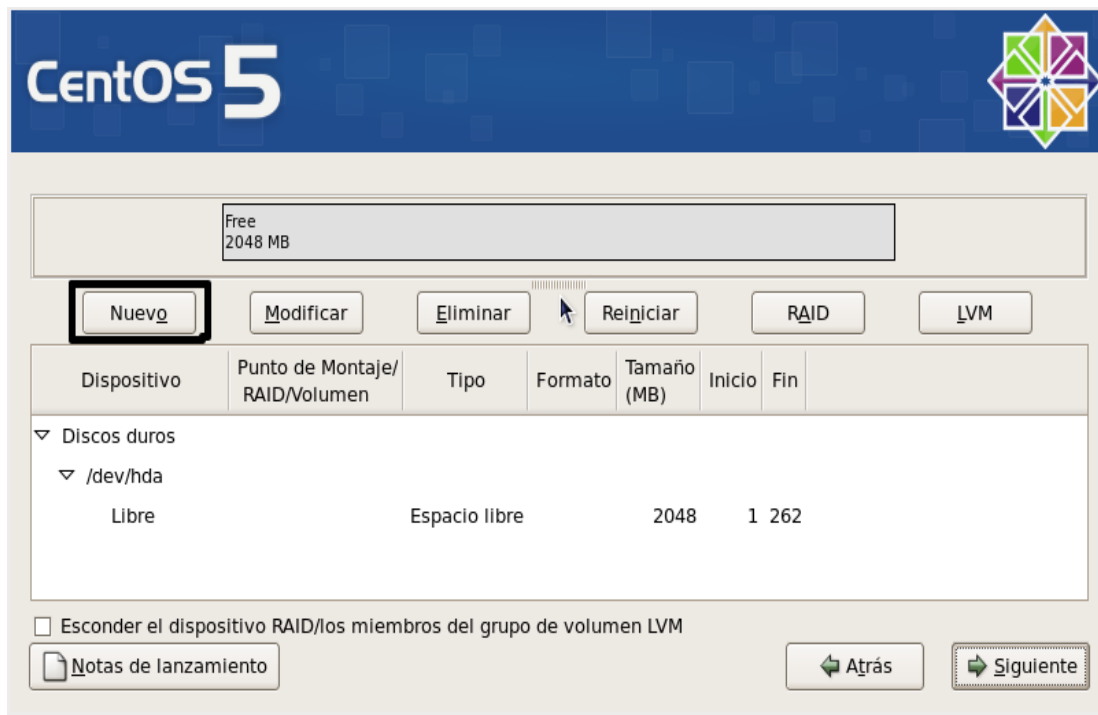 CentOS 5
Free
2048 MB
Nuevo Modificar Eliminar Reiniciar RAID LVM
Dispositivo Punto de Montaje/ RAID/Volumen Tipo Formato Tamaño (MB) Inicio Fin
Discos duros
/dev/hda
Libre Espacio libre 2048 1 262
Esconder el dispositivo RAID/los miembros del grupo de volumen LVM
Notas de lanzamiento Atrás Siguiente